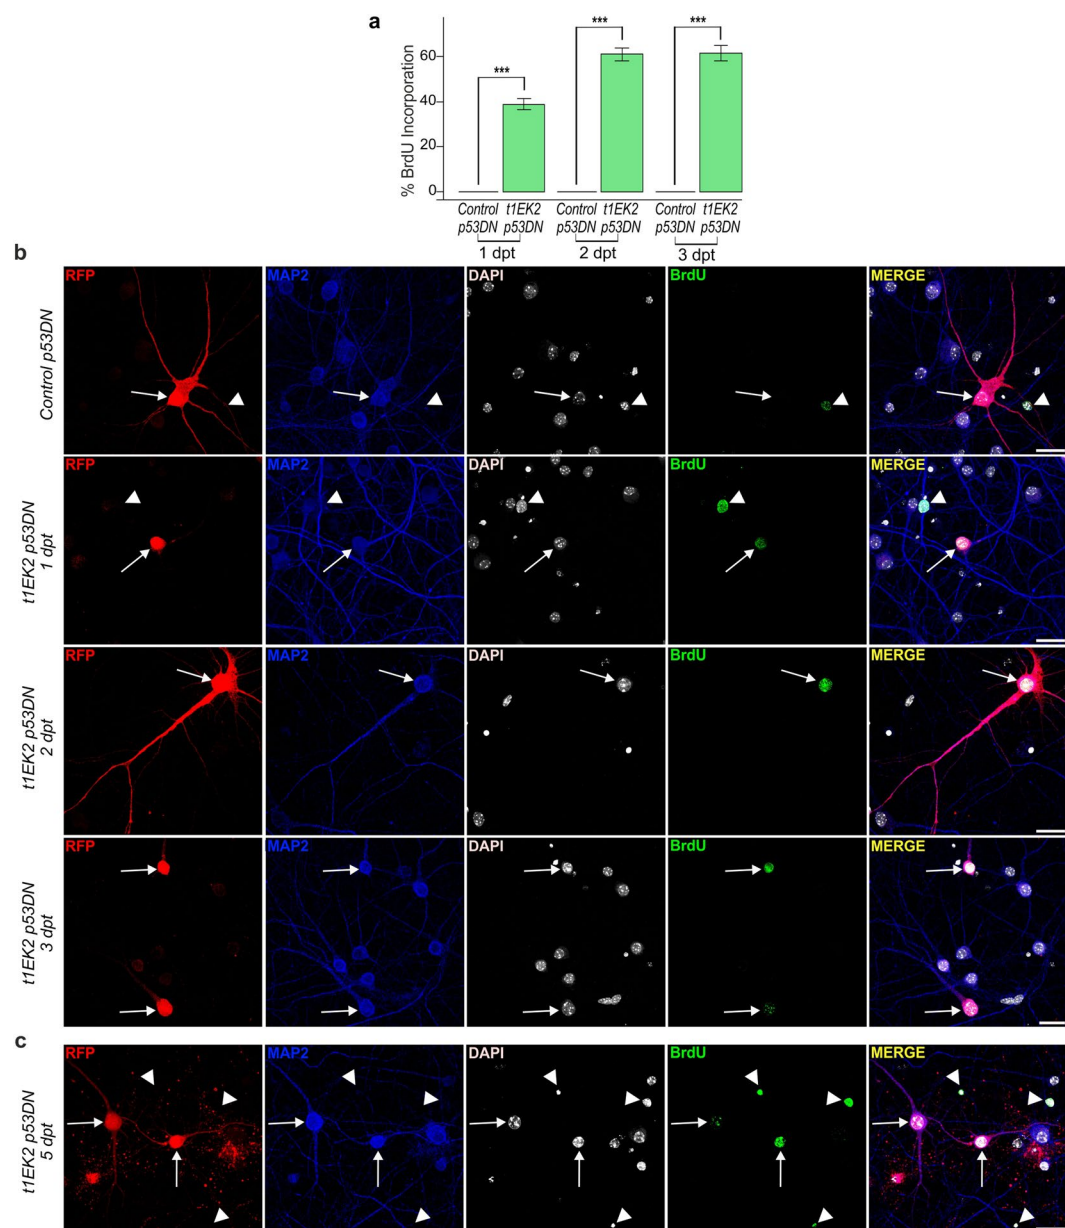 a
*** *** ***
% BrdU Incorporation
60
40
20
0
Control t1EK2 Control t1EK2 Control t1EK2
p53DN p53DN p53DN p53DN p53DN p53DN
1 dpt 2 dpt 3 dpt
b
RFP MAP2 DAPI BrdU MERGE
Control p53DN
RFP MAP2 DAPI BrdU MERGE
t1EK2 p53DN
1 dpt
RFP MAP2 DAPI BrdU MERGE
t1EK2 p53DN
2 dpt
RFP MAP2 DAPI BrdU MERGE
t1EK2 p53DN
3 dpt
c
RFP MAP2 DAPI BrdU MERGE
t1EK2 p53DN
5 dpt